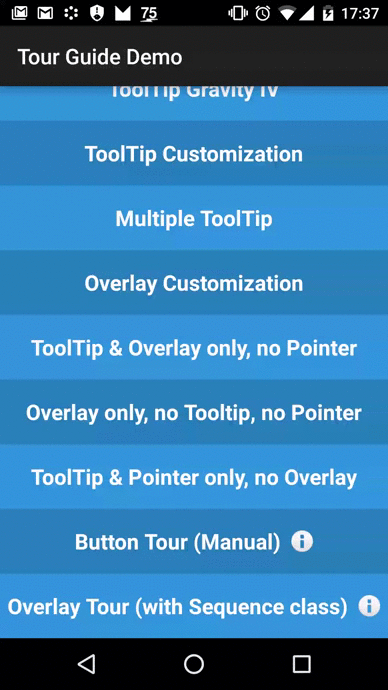 75
17:37
Tour Guide Demo
ToolTip Gravity IV
ToolTip Customization
Multiple ToolTip
Overlay Customization
ToolTip & Overlay only, no Pointer
Overlay only, no Tooltip, no Pointer
ToolTip & Pointer only, no Overlay
Button Tour (Manual)
Overlay Tour (with Sequence class)